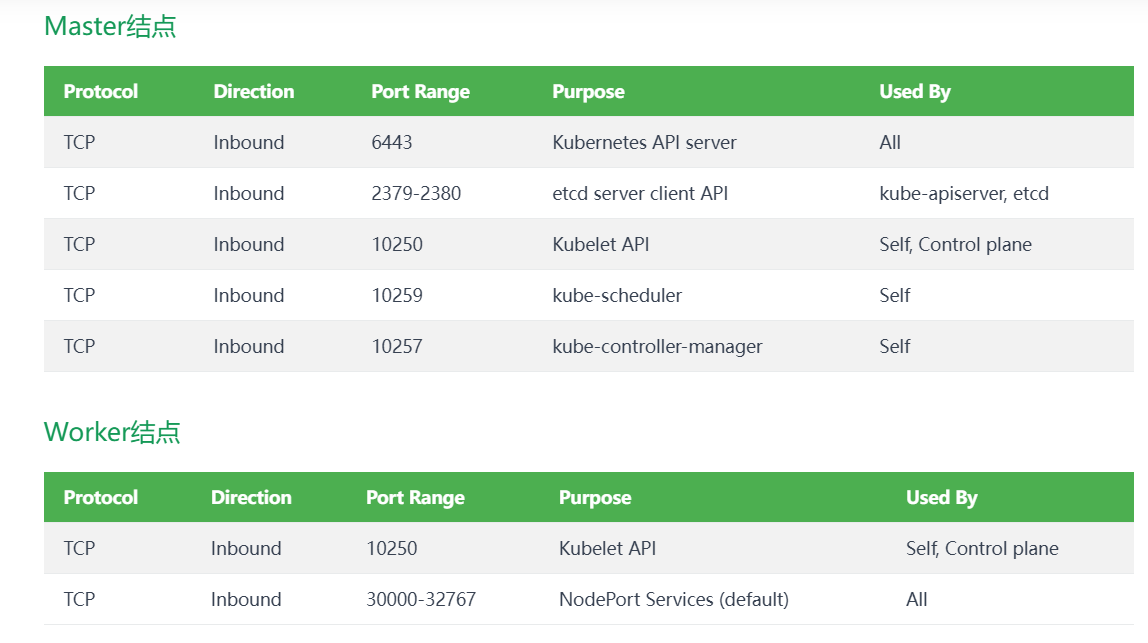 Master结点
Protocol Direction Port Range Purpose Used By
TCP Inbound 6443 Kubernetes API server All
TCP Inbound 2379-2380 etcd server client API kube-apiserver, etcd
TCP Inbound 10250 Kubelet API Self, Control plane
TCP Inbound 10259 kube-scheduler Self
TCP Inbound 10257 kube-controller-manager Self
Worker结点
Protocol Direction Port Range Purpose Used By
TCP Inbound 10250 Kubelet API Self, Control plane
TCP Inbound 30000-32767 NodePort Services (default) All